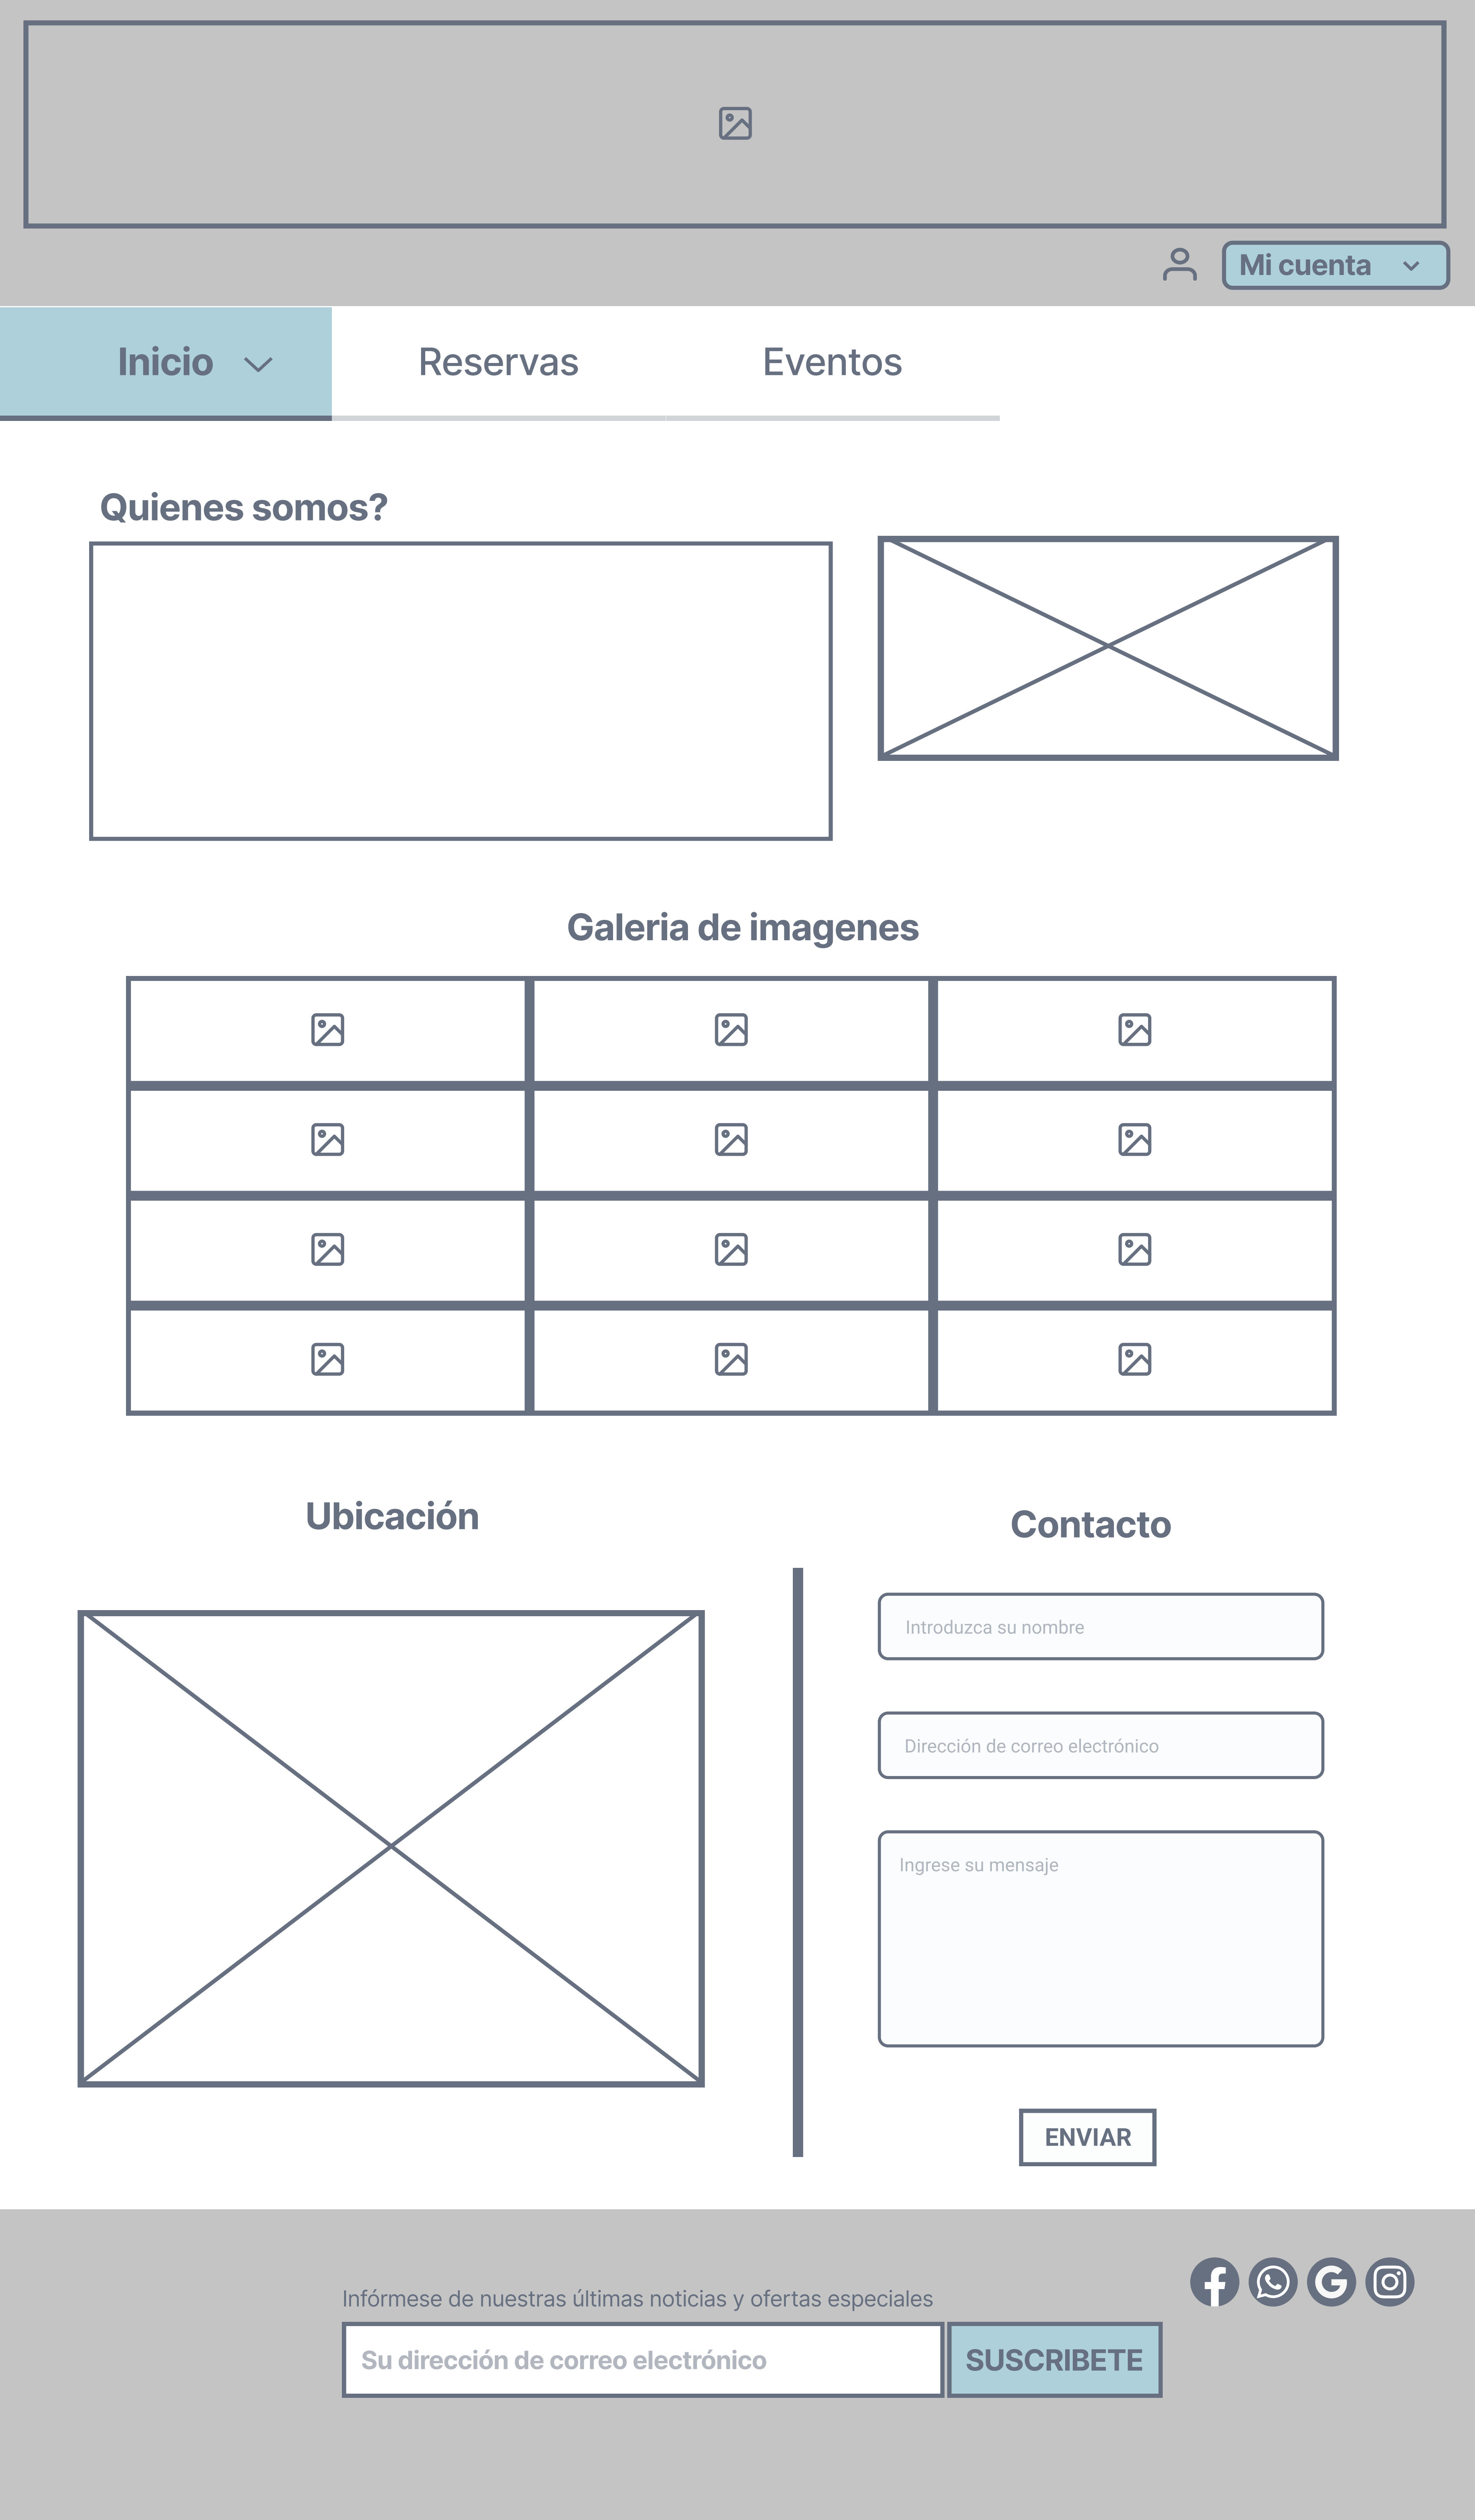 Mi cuenta
Inicio
Reservas
Eventos
Quienes somos?
Galeria de imagenes
Ubicación
Contacto
Introduzca su nombre
Dirección de correo electrónico
Ingrese su mensaje
ENVIAR
Infórmese de nuestras últimas noticias y ofertas especiales
Su dirección de correo electrónico
SUSCRIBETE